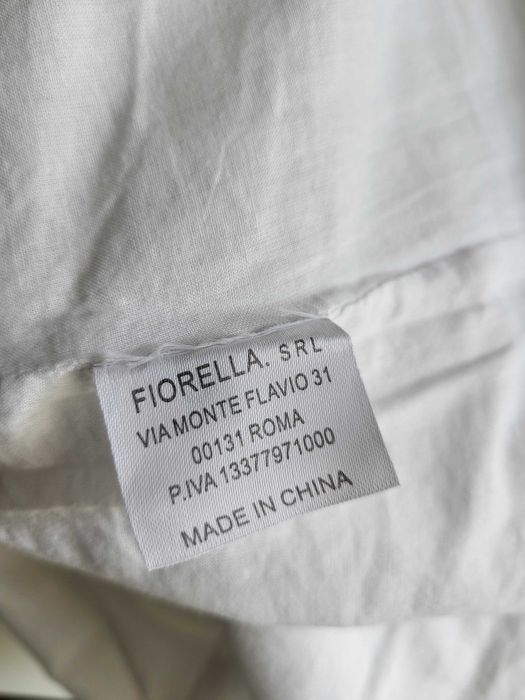 FIORELLA. SRL
VIA MONTE FLAVIO 31
00131 ROMA
P.IVA 13377971000
MADE IN CHINA